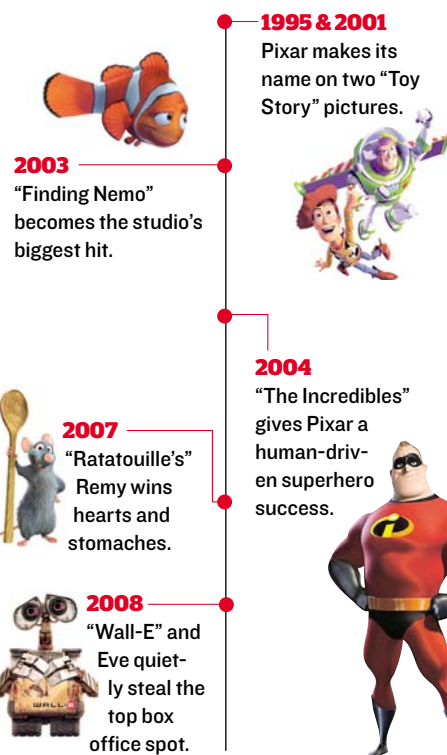 1995 & 2001
Pixar makes its
name on two “Toy
Story” pictures.
2003
“Finding Nemo”
becomes the studio’s
biggest hit.
2004
“The Incredibles”
gives Pixar a
human-driv-
en superhero
success.
2007
“Ratatouille’s”
Remy wins
hearts and
stomaches.
2008
“Wall-E” and
Eve quiet-
ly steal the
top box
office spot.
WALL-E